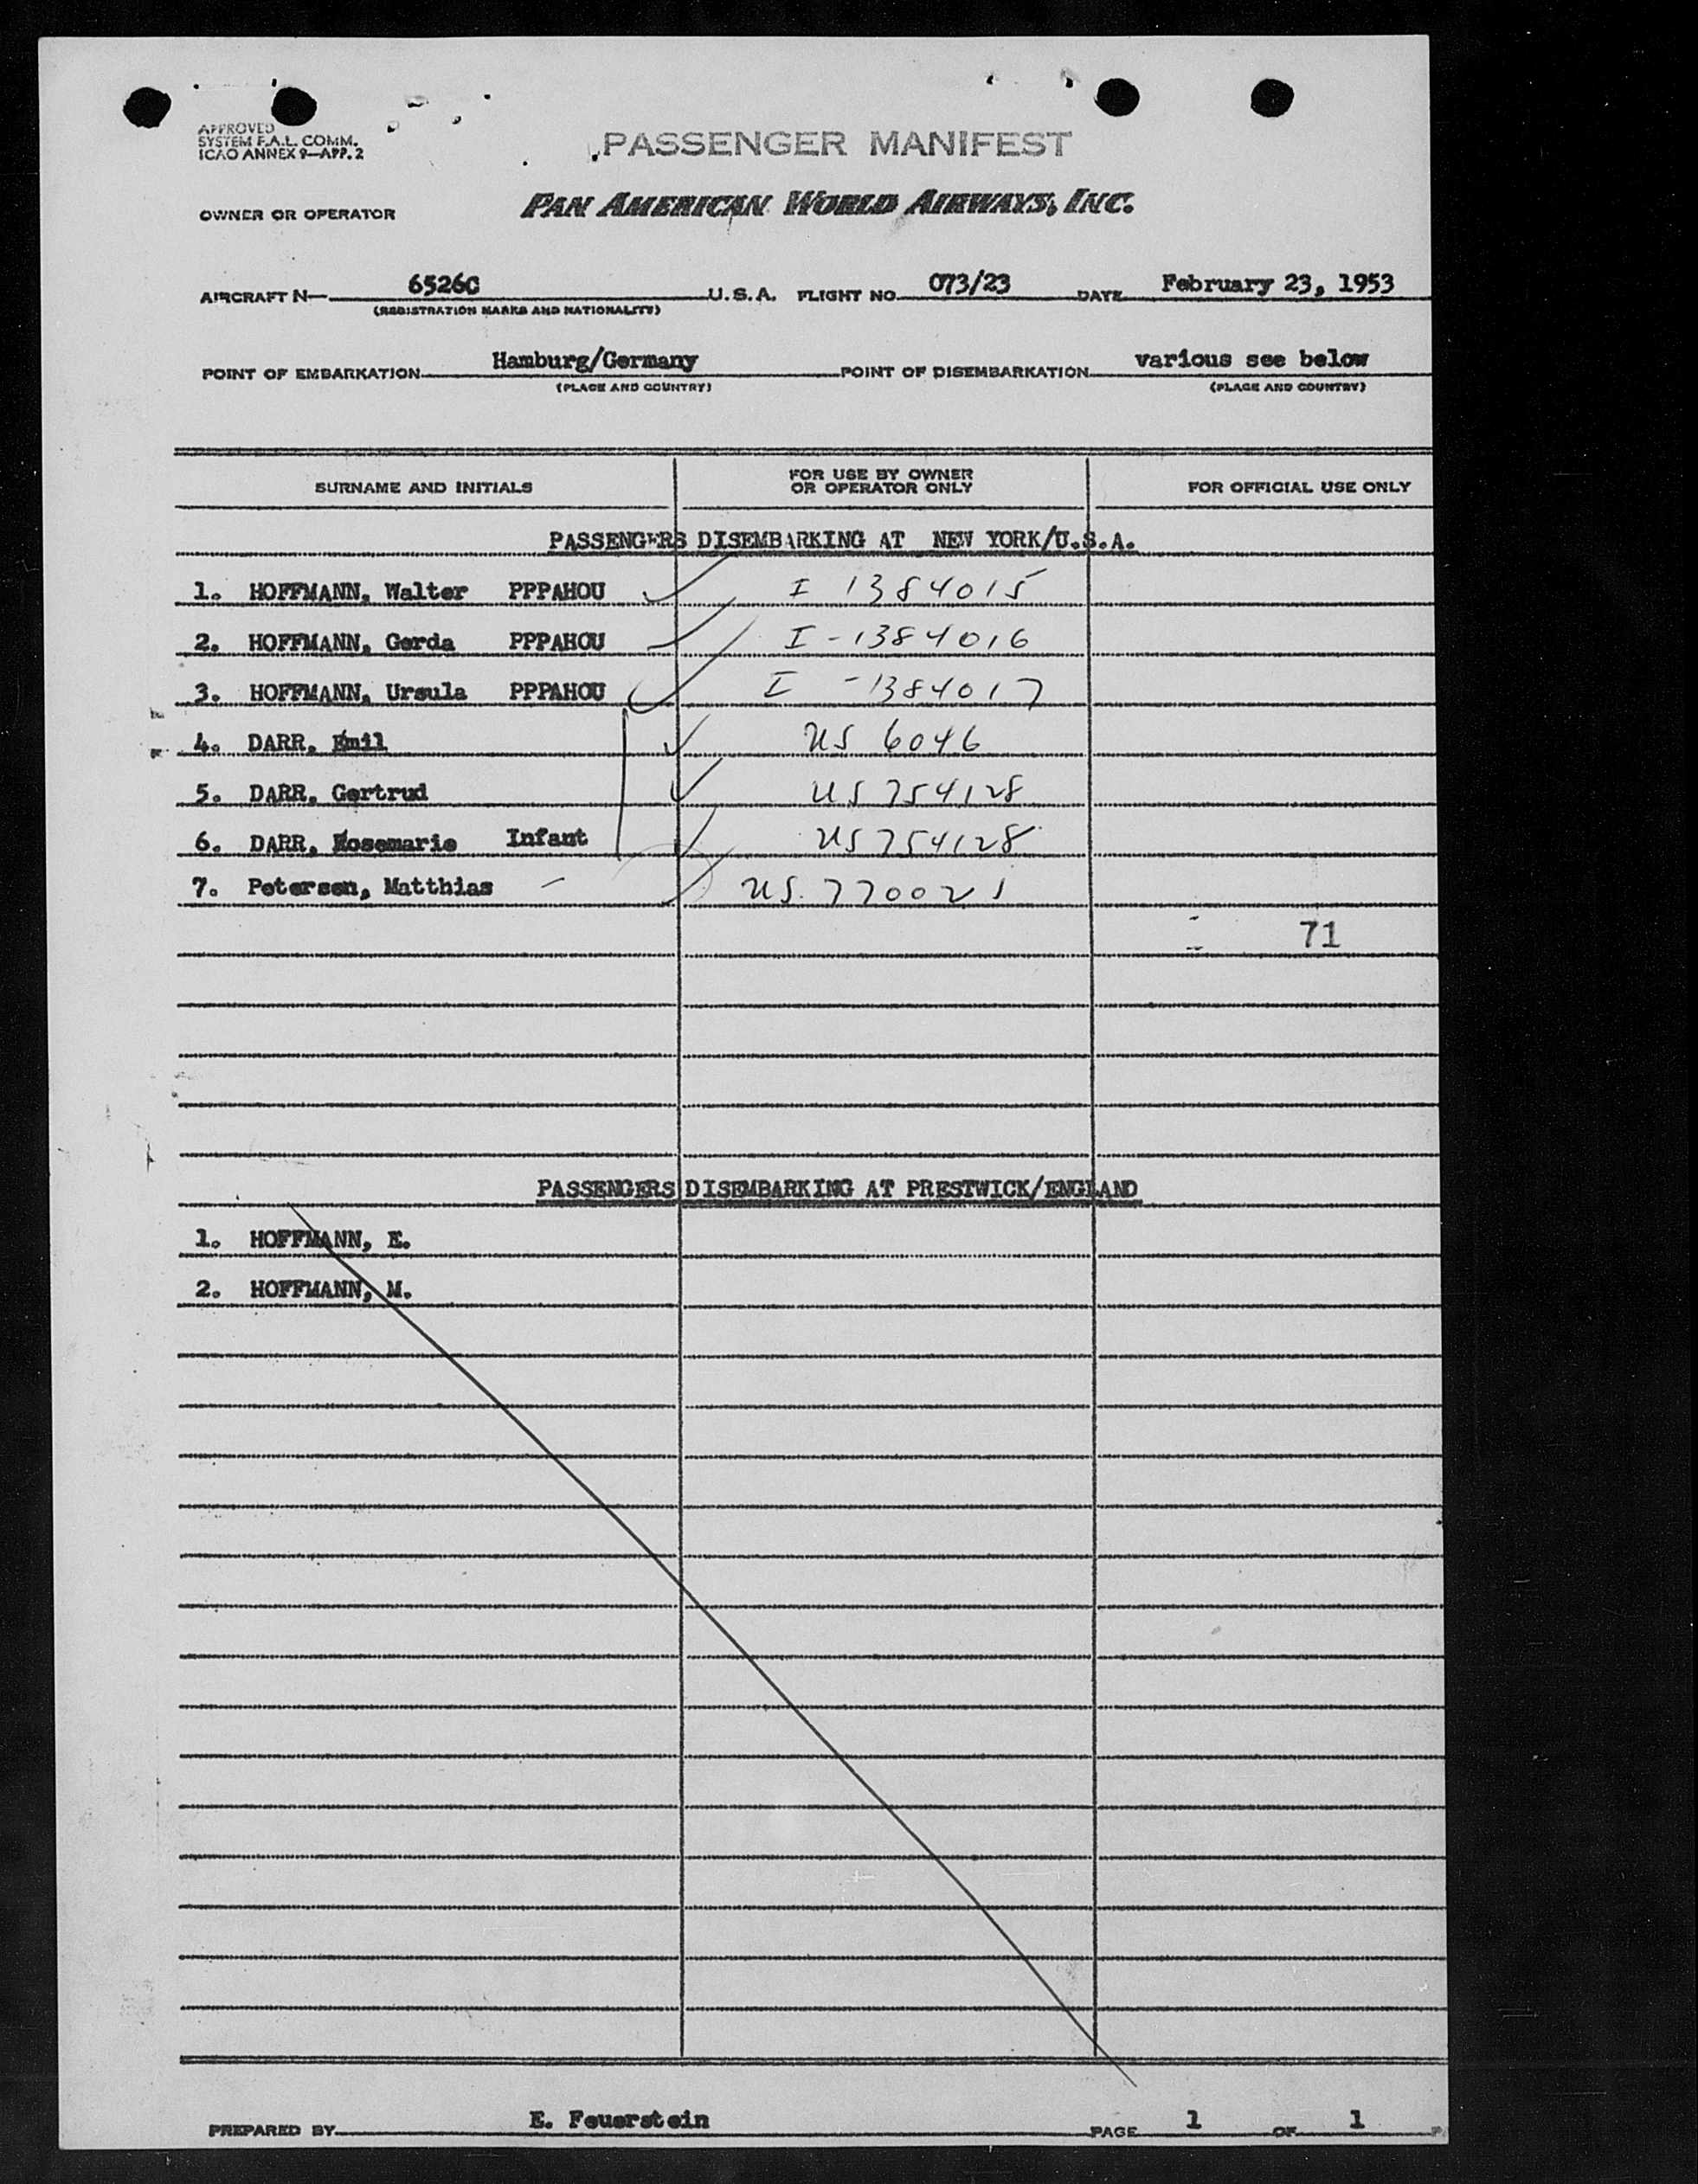 APPROVED
SYSTEM F.A.L. COMM.
ICAO ANNEX 9—APP. 2
PASSENGER MANIFEST
OWNER OR OPERATOR PAN AMERICAN WORLD AIRWAYS, INC.
AIRCRAFT N— 6526C U.S.A. FLIGHT NO. 073/23 DATE February 23, 1953
(REGISTRATION MARKS AND NATIONALITY)
POINT OF EMBARKATION Hamburg/Germany POINT OF DISEMBARKATION various see below
(PLACE AND COUNTRY) (PLACE AND COUNTRY)
SURNAME AND INITIALS FOR USE BY OWNER OR OPERATOR ONLY FOR OFFICIAL USE ONLY
PASSENGERS DISEMBARKING AT NEW YORK/U.S.A.
1. HOFFMANN, Walter PPPAHOU I 1384015
2. HOFFMANN, Gerda PPPAHOU I-1384016
3. HOFFMANN, Ursula PPPAHOU I -1384017
4. DARR, Emil US 6046
5. DARR, Gertrud US 754128
6. DARR, Rosemarie Infant US 754128
7. Petersen, Matthias - US. 770021
71
PASSENGERS DISEMBARKING AT PRESTWICK/ENGLAND
1. HOFFMANN, E.
2. HOFFMANN, M.
PREPARED BY E. Feuerstein PAGE 1 OF 1